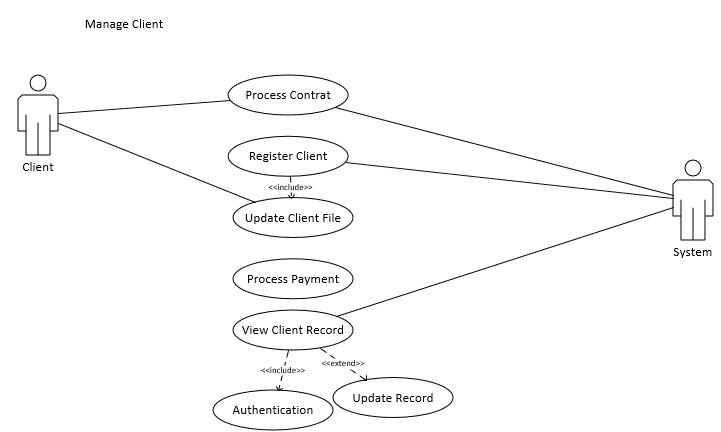 Manage Client
Process Contrat
Client
Register Client
<<include>>
Update Client File
System
Process Payment
View Client Record
<<include>>
<<extend>>
Authentication
Update Record